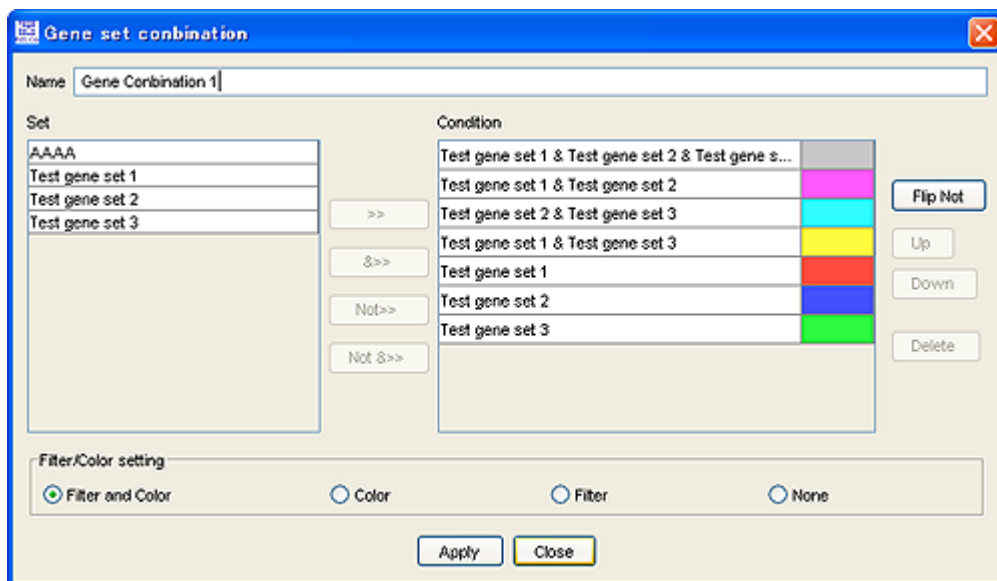 Gene set conbination
Name Gene Conbination 1
Set
Condition
AAAA
Test gene set 1
Test gene set 2
Test gene set 3
>>
&>>
Not>>
Not &>>
Test gene set 1 & Test gene set 2 & Test gene s...
Test gene set 1 & Test gene set 2
Test gene set 2 & Test gene set 3
Test gene set 1 & Test gene set 3
Test gene set 1
Test gene set 2
Test gene set 3
Flip Not
Up
Down
Delete
Filter/Color setting
Filter and Color Color Filter None
Apply Close